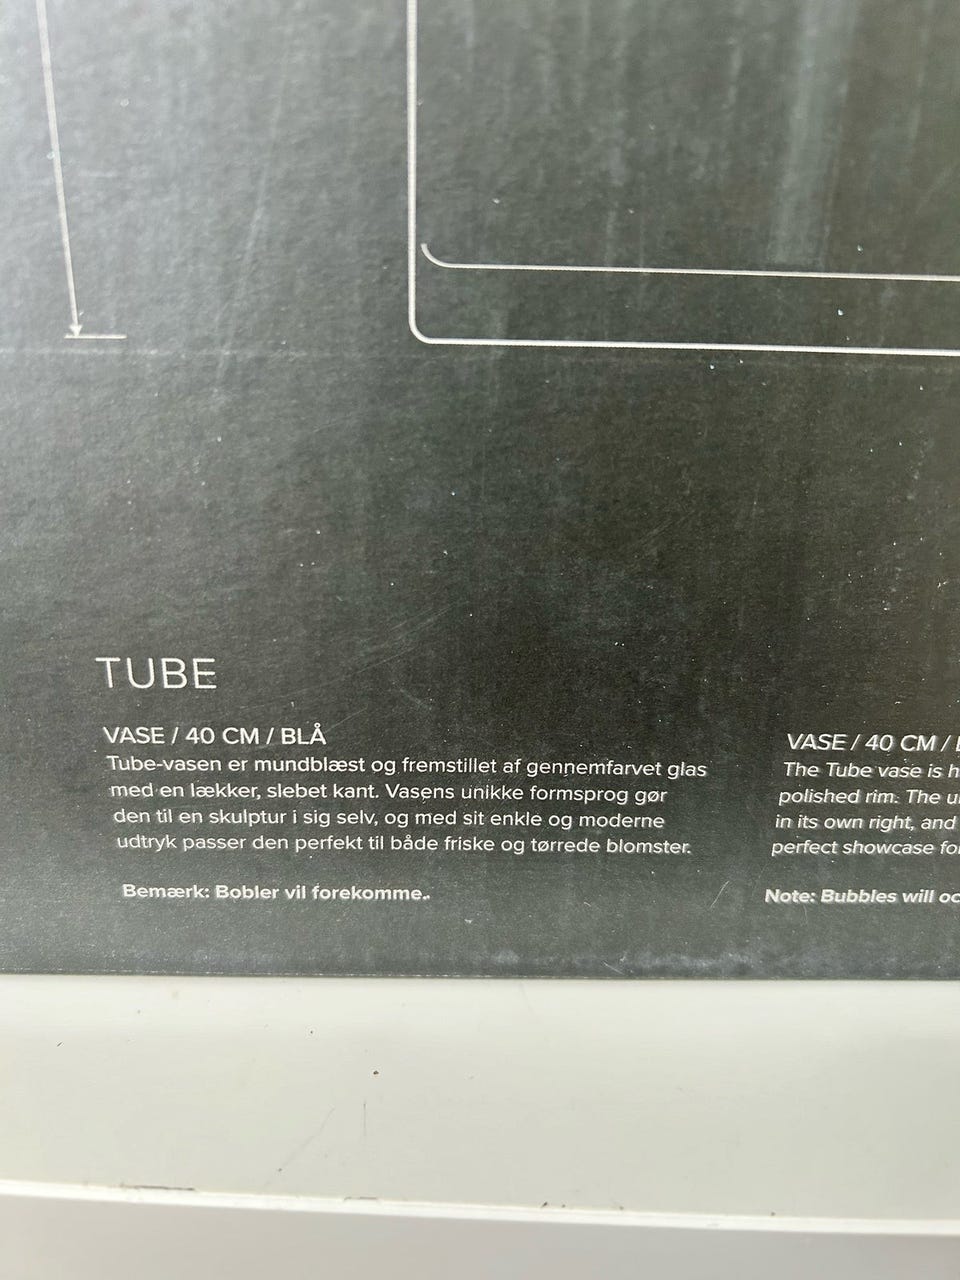 TUBE
VASE / 40 CM / BLÅ
Tube-vasen er mundblæst og fremstillet af gennemfarvet glas
med en lækker, slebet kant. Vasens unikke formsprog gør
den til en skulptur i sig selv, og med sit enkle og moderne
udtryk passer den perfekt til både friske og tørrede blomster.
Bemærk: Bobler vil forekomme.
VASE / 40 CM /
The Tube vase is
polished rim. The
in its own right, and
perfect showcase
Note: Bubbles will